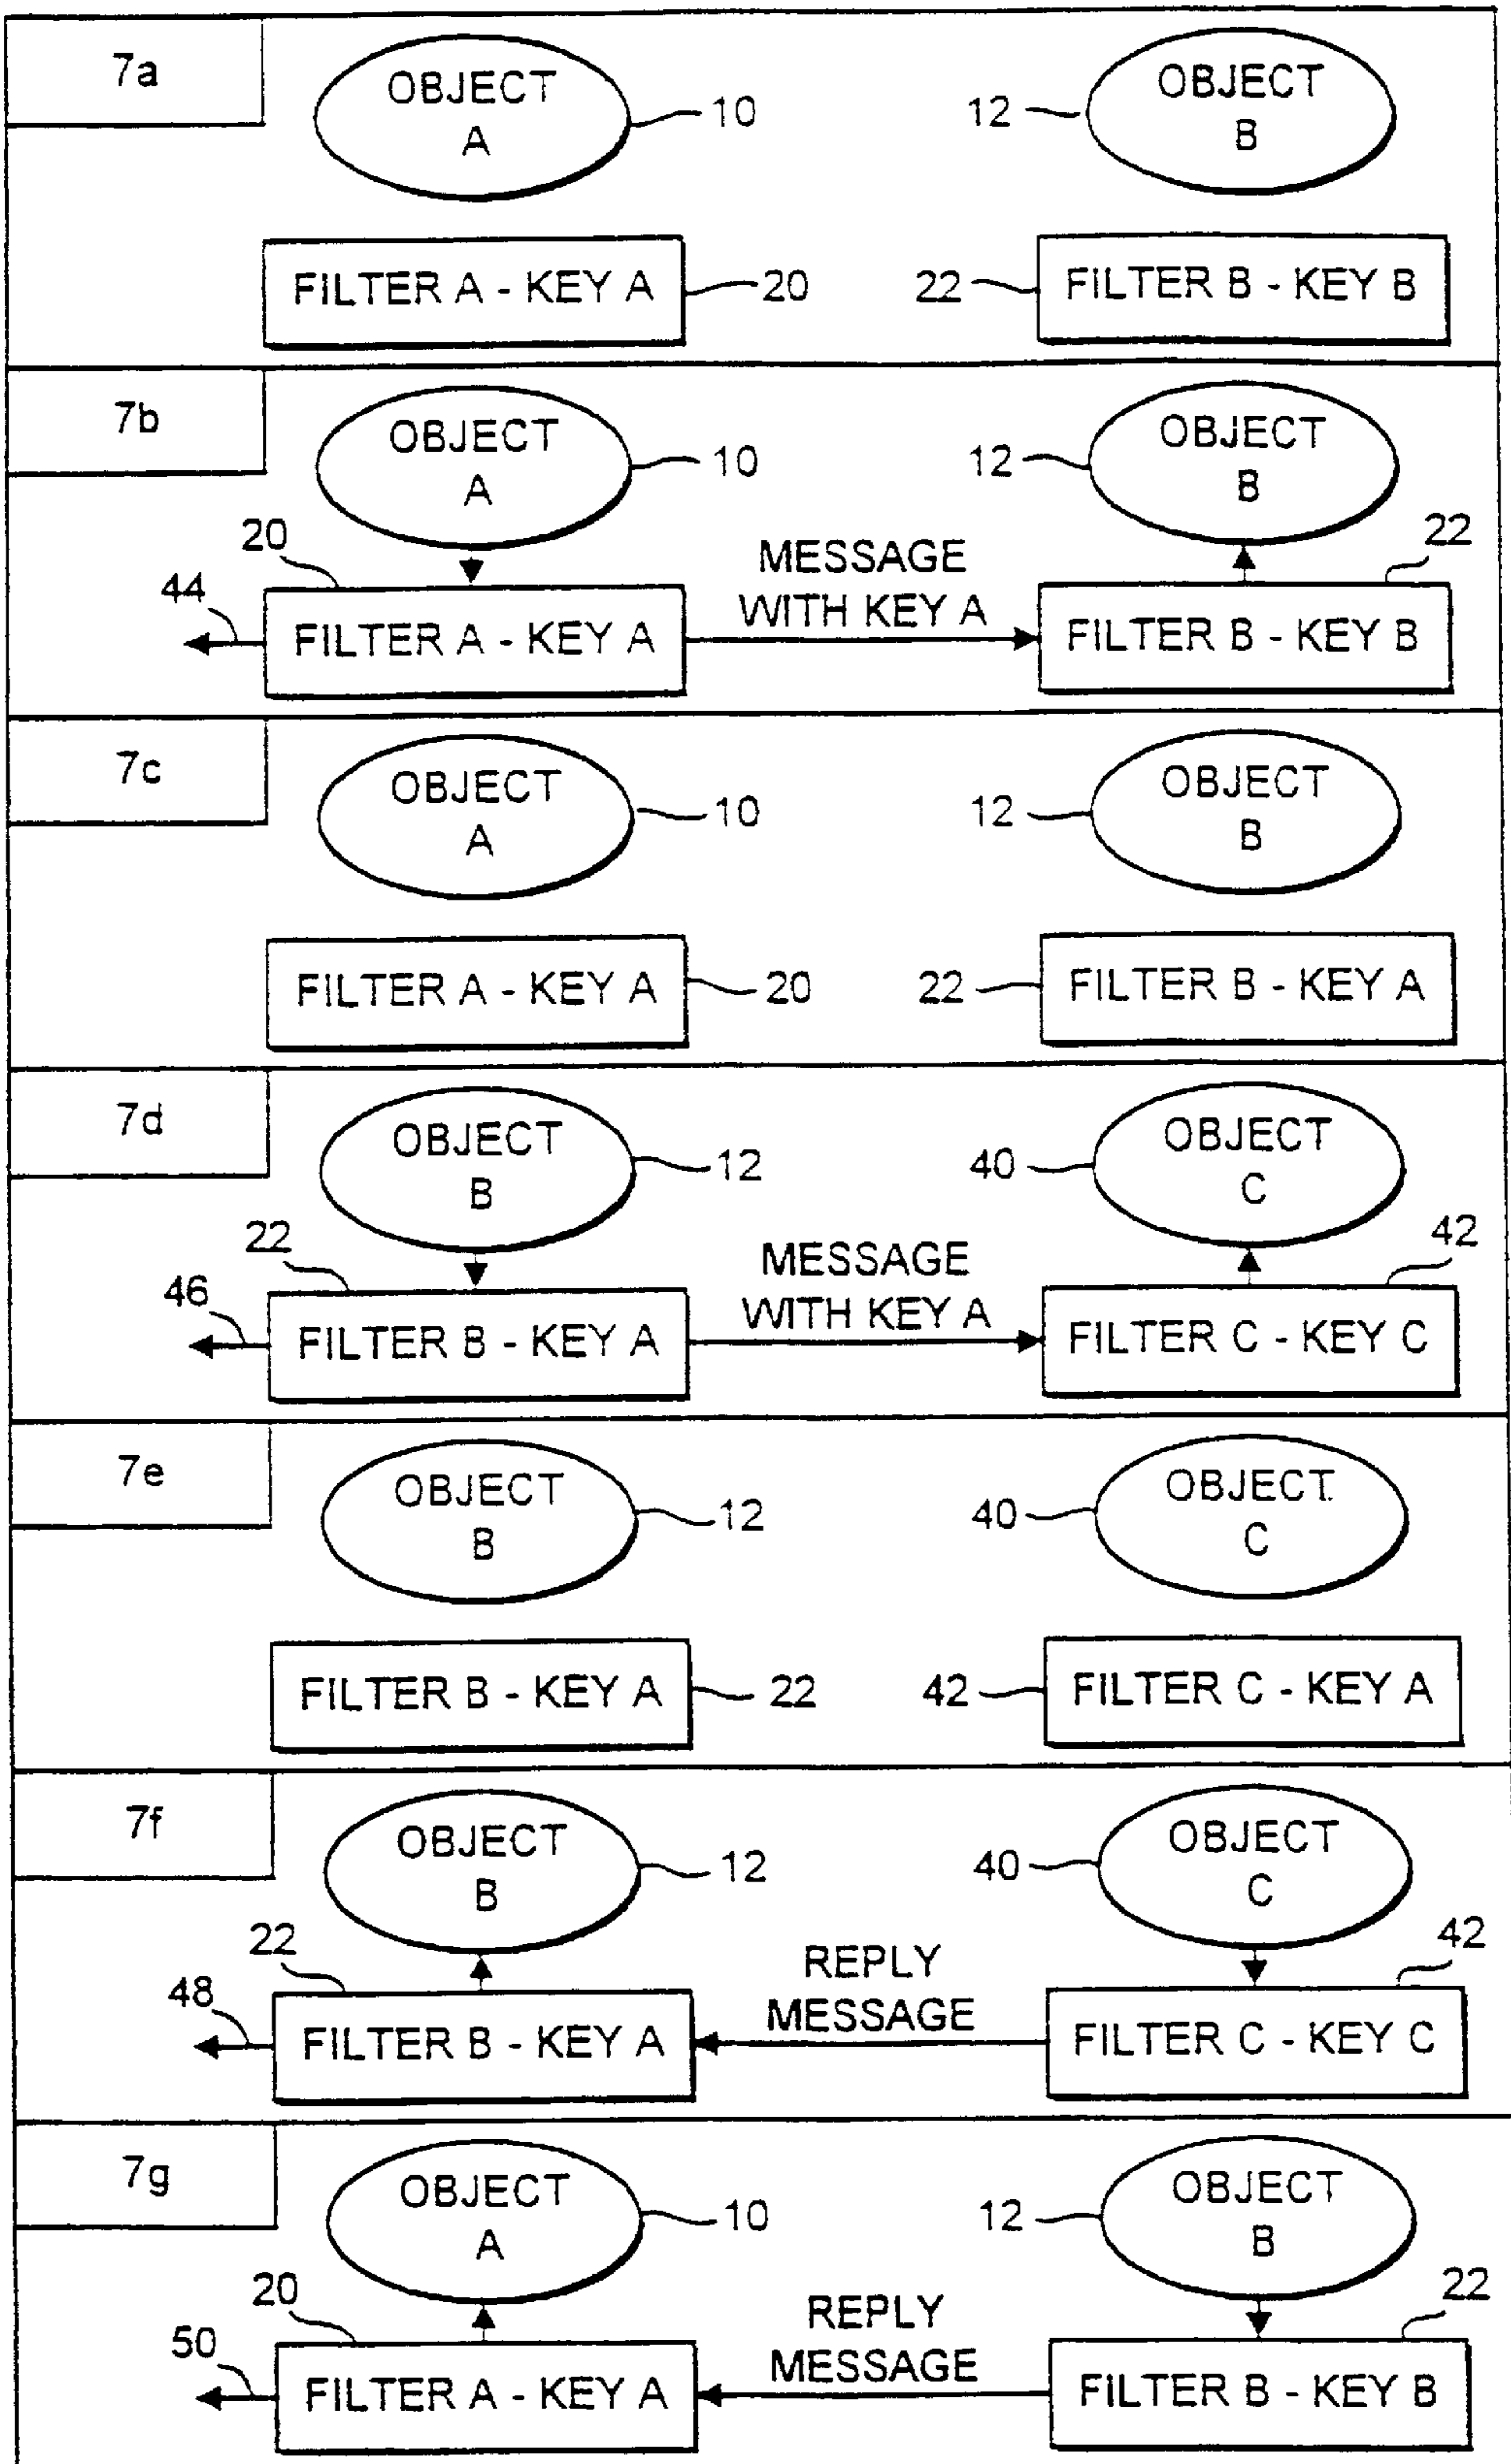 7a
OBJECT
A
10
12
OBJECT
B
FILTER A - KEY A
20
22
FILTER B - KEY B
7b
OBJECT
A
10
12
OBJECT
B
20
44
FILTER A - KEY A
MESSAGE
WITH KEY A
22
FILTER B - KEY B
7c
OBJECT
A
10
12
OBJECT
B
FILTER A - KEY A
20
22
FILTER B - KEY A
7d
OBJECT
B
12
40
OBJECT
C
22
46
FILTER B - KEY A
MESSAGE
WITH KEY A
42
FILTER C - KEY C
7e
OBJECT
B
12
40
OBJECT
C
FILTER B - KEY A
22
42
FILTER C - KEY A
7f
OBJECT
B
12
40
OBJECT
C
22
48
FILTER B - KEY A
REPLY
MESSAGE
42
FILTER C - KEY C
7g
OBJECT
A
10
12
OBJECT
B
20
50
FILTER A - KEY A
REPLY
MESSAGE
22
FILTER B - KEY B